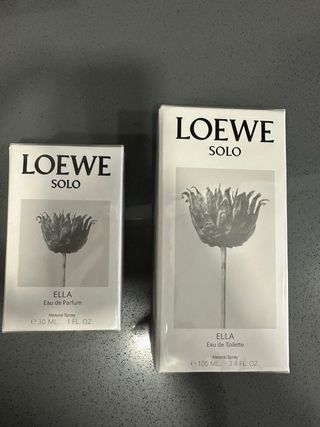 LOEWE
SOLO
ELLA
Eau de Parfum
Natural Spray
℮ 30 ML. 1 FL. OZ.
LOEWE
SOLO
ELLA
Eau de Toilette
Natural Spray
℮ 100 ML. 3.4 FL. OZ.